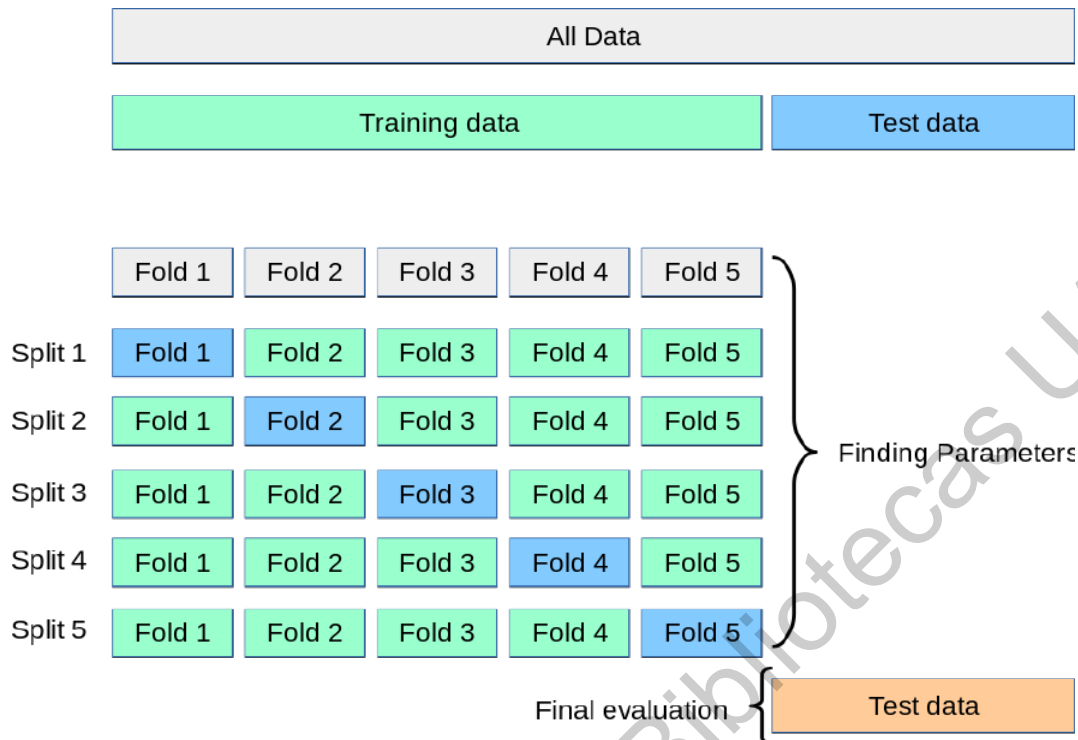 All Data
Training data Test data
Fold 1 Fold 2 Fold 3 Fold 4 Fold 5
Split 1 Fold 1 Fold 2 Fold 3 Fold 4 Fold 5
Split 2 Fold 1 Fold 2 Fold 3 Fold 4 Fold 5
Finding Parameters
Split 3 Fold 1 Fold 2 Fold 3 Fold 4 Fold 5
Split 4 Fold 1 Fold 2 Fold 3 Fold 4 Fold 5
Split 5 Fold 1 Fold 2 Fold 3 Fold 4 Fold 5
Final evaluation Test data
Bibliotecas